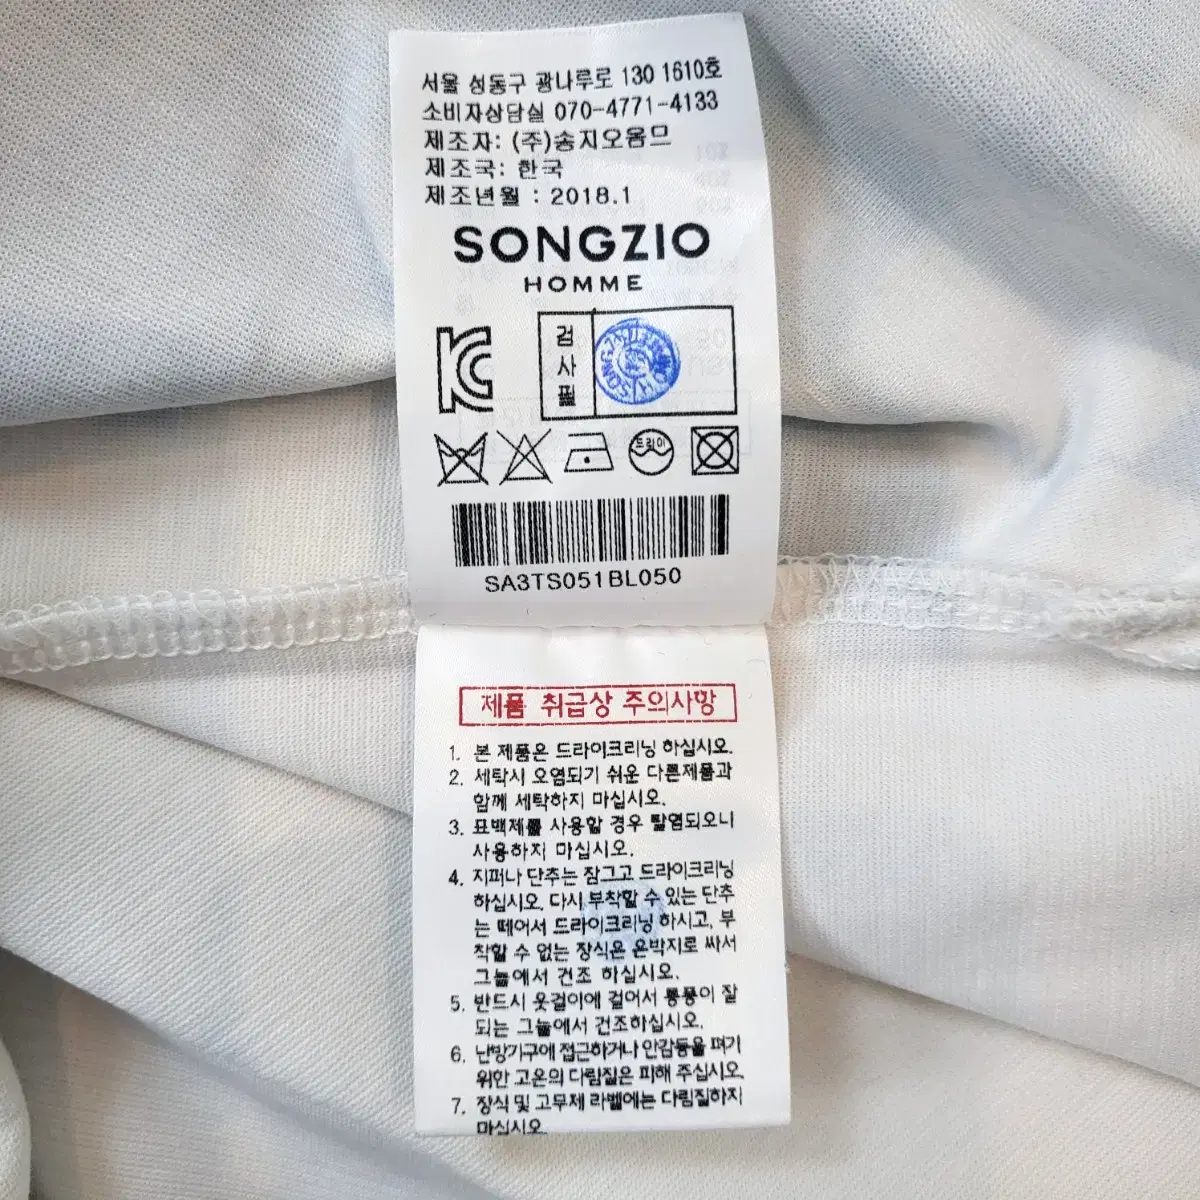 서울 성동구 광나루로 130 1610호
소비자상담실 070-4771-4133
제조자: (주)송지오옴므
제조국: 한국
제조년월 : 2018.1
SONGZIO
HOMME
검
사
필
드라이
SA3TS051BL050
제품 취급상 주의사항
1. 본 제품은 드라이크리닝 하십시오.
2. 세탁시 오염되기 쉬운 다른제품과
함께 세탁하지 마십시오.
3. 표백제를 사용할 경우 탈염되오니
사용하지 마십시오.
4. 지퍼나 단추는 잠그고 드라이크리닝
하십시오. 다시 부착할 수 있는 단추
는 떼어서 드라이크리닝 하시고, 부
착할 수 없는 장식은 은박지로 싸서
그늘에서 건조 하십시오.
5. 반드시 옷걸이에 걸어서 통풍이 잘
되는 그늘에서 건조하십시오.
6. 난방기구에 접근하거나 안감등을 펴기
위한 고온의 다림질은 피해 주십시오.
7. 장식 및 고무제 라벨에는 다림질하지
마십시오.